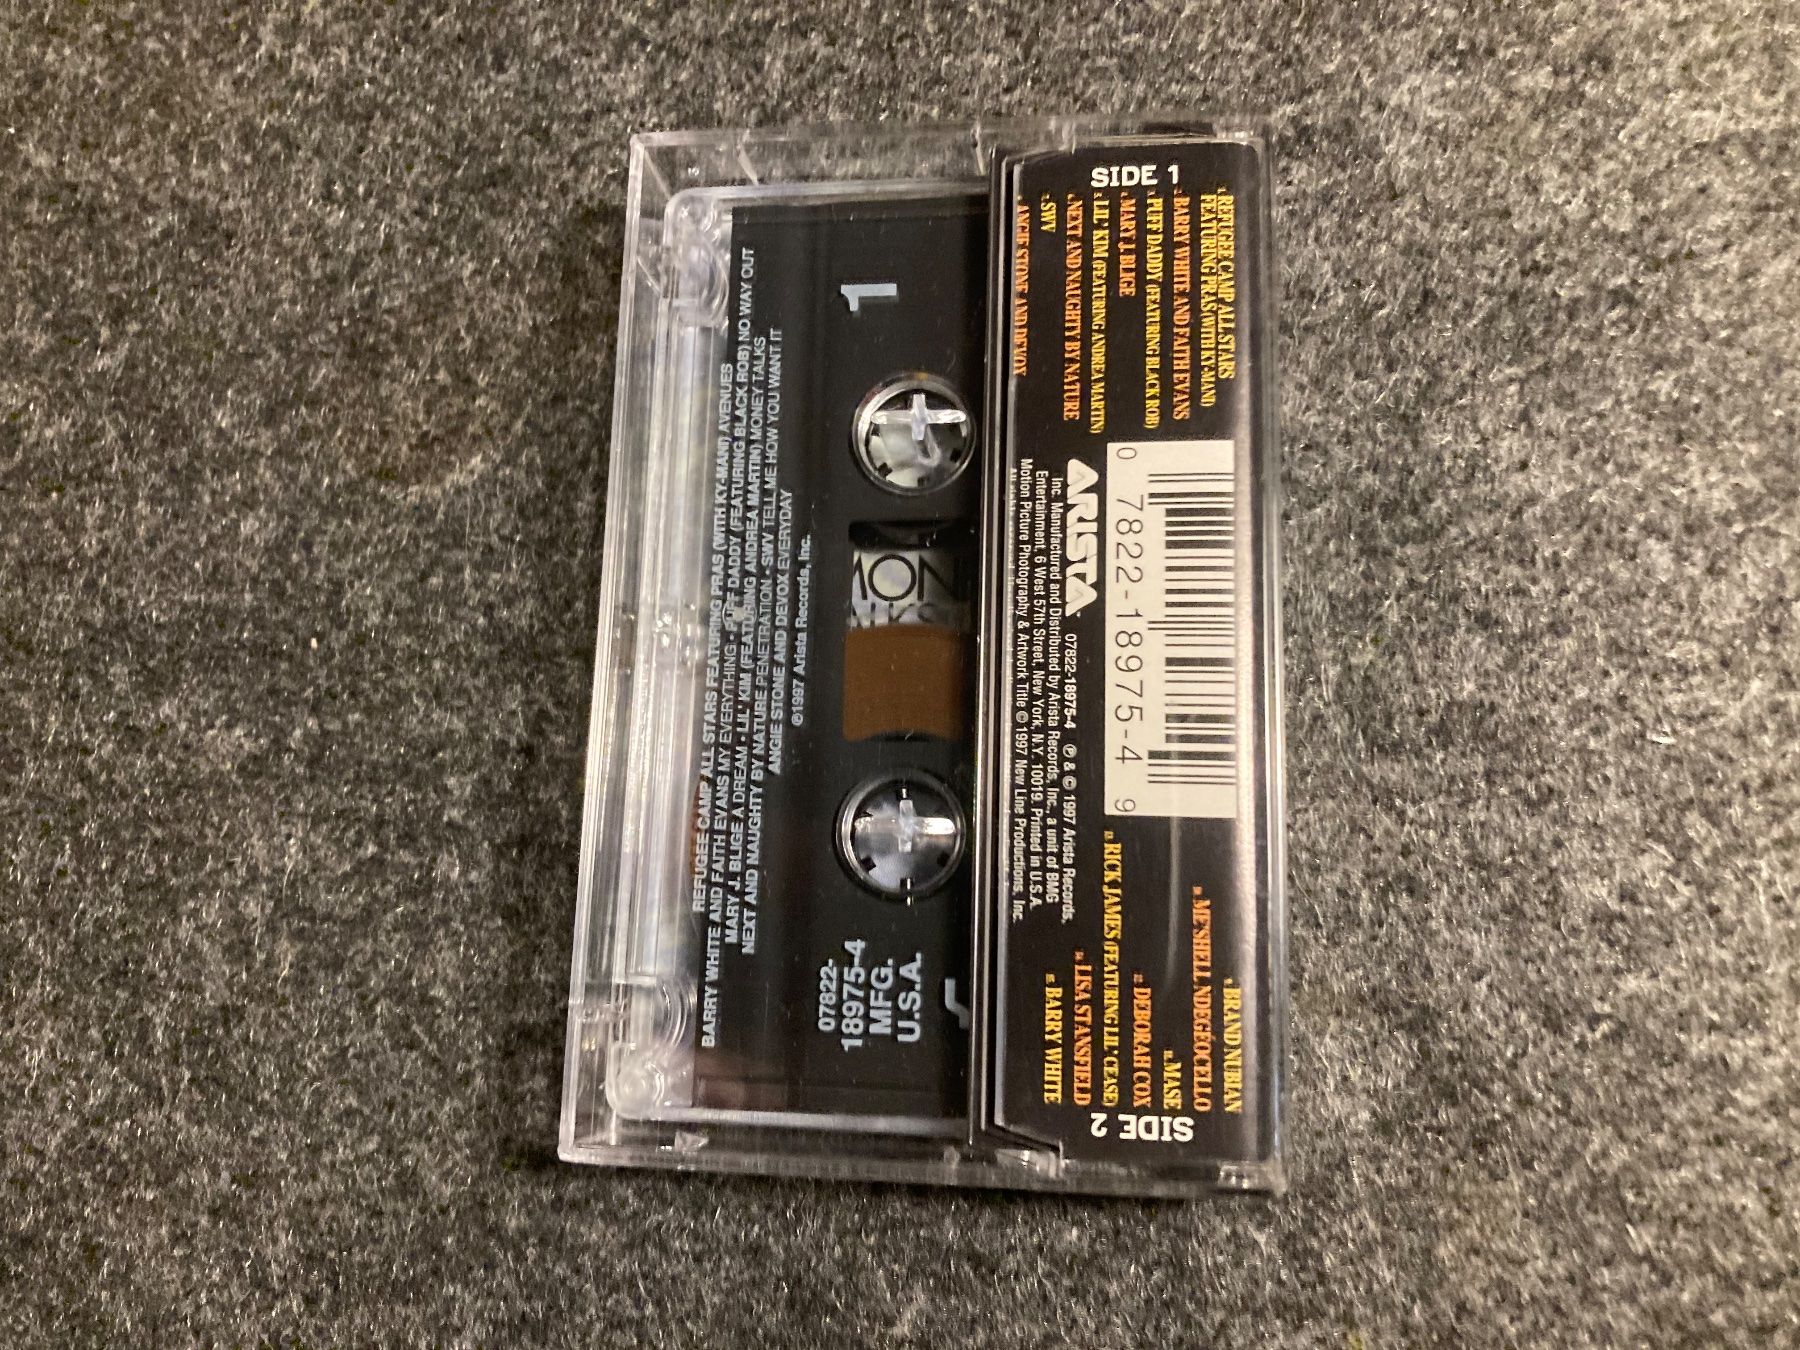 SIDE 1
REFUGEE CAMP ALL STARS
FEATURING PRAS (WITH KY-MANI)
BARRY WHITE AND FAITH EVANS
PUFF DADDY (FEATURING BLACK ROB)
MARY J. BLIGE
LIL' KIM (FEATURING ANDREA MARTIN)
NEXT AND NAUGHTY BY NATURE
SWV
ANGIE STONE AND DEVOX
0 7822-18975-4 9
ARISTA 07822-18975-4 ℗ & © 1997 Arista Records,
Inc. Manufactured and Distributed by Arista Records, Inc., a unit of BMG
Entertainment, 6 West 57th Street, New York, N.Y. 10019. Printed in U.S.A.
Motion Picture Photography & Artwork Title © 1997 New Line Productions, Inc.
SIDE 2
BRAND NUBIAN
ME'SHELL NDEGÉOCELLO
MASE
DEBORAH COX
RICK JAMES (FEATURING LIL' CEASE)
LISA STANSFIELD
BARRY WHITE
REFUGEE CAMP ALL STARS FEATURING PRAS (WITH KY-MANI) AVENUES
BARRY WHITE AND FAITH EVANS MY EVERYTHING • PUFF DADDY (FEATURING BLACK ROB) NO WAY OUT
MARY J. BLIGE A DREAM • LIL' KIM (FEATURING ANDREA MARTIN) MONEY TALKS
NEXT AND NAUGHTY BY NATURE PENETRATION • SWV TELL ME HOW YOU WANT IT
ANGIE STONE AND DEVOX EVERYDAY
©1997 Arista Records, Inc.
1
07822-
18975-4
MFG.
U.S.A.